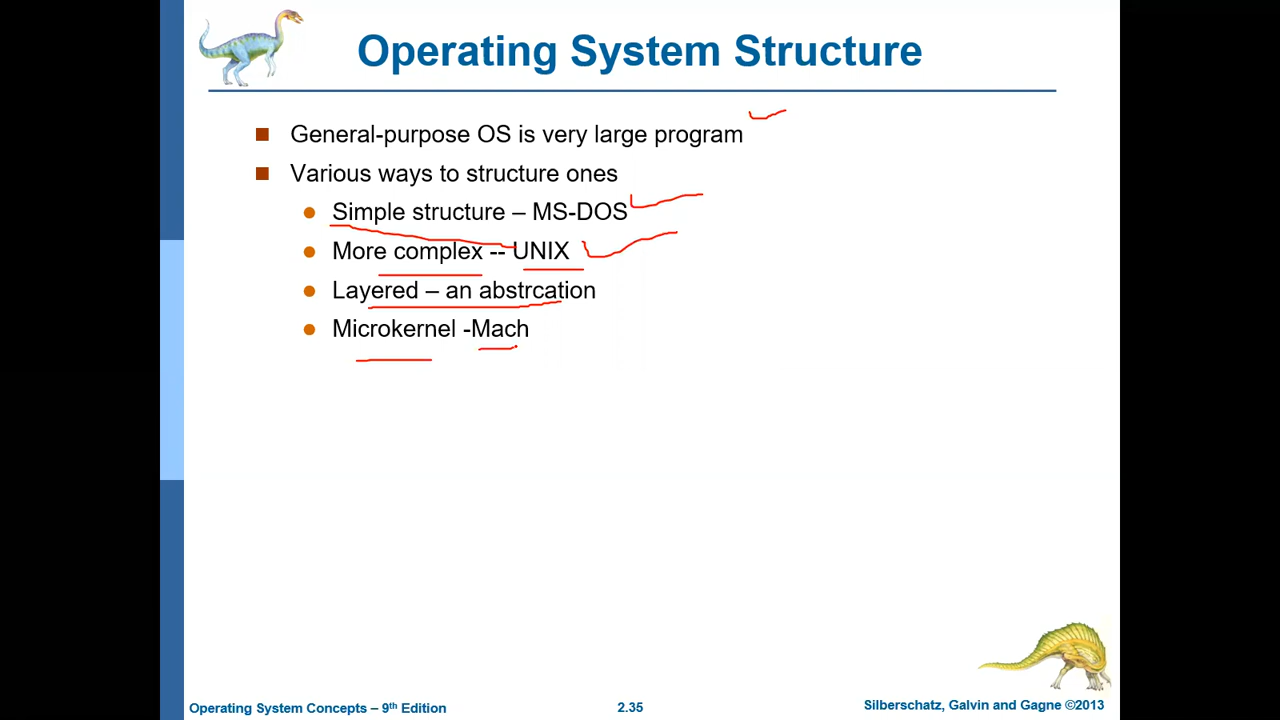 Operating System Structure
General-purpose OS is very large program
Various ways to structure ones
Simple structure – MS-DOS
More complex -- UNIX
Layered – an abstrcation
Microkernel -Mach
Operating System Concepts – 9th Edition
2.35
Silberschatz, Galvin and Gagne ©2013